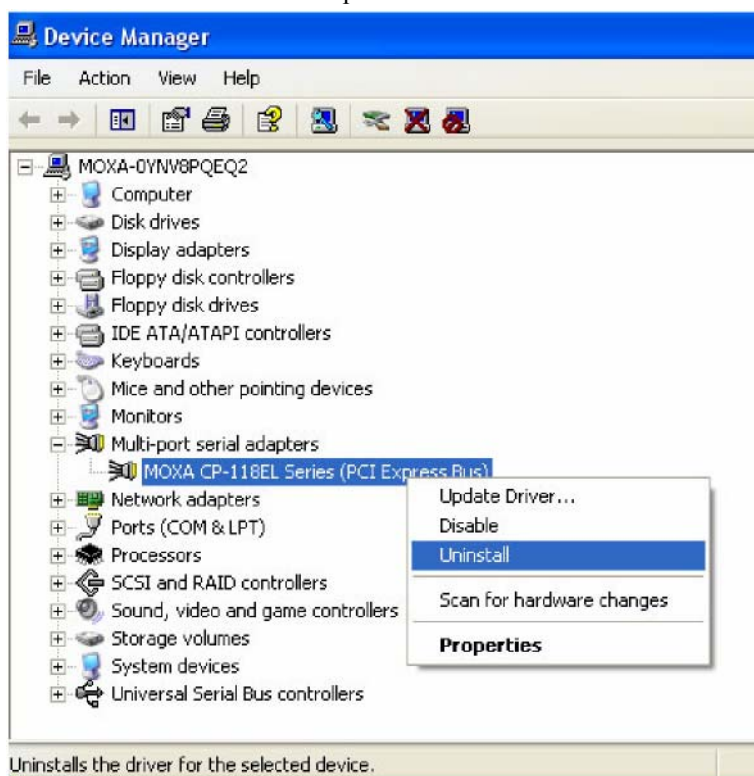 Device Manager
File Action View Help
MOXA-0YNV8PQEQ2
Computer
Disk drives
Display adapters
Floppy disk controllers
Floppy disk drives
IDE ATA/ATAPI controllers
Keyboards
Mice and other pointing devices
Monitors
Multi-port serial adapters
MOXA CP-118EL Series (PCI Express Bus)
Network adapters
Ports (COM & LPT)
Processors
SCSI and RAID controllers
Sound, video and game controllers
Storage volumes
System devices
Universal Serial Bus controllers
Update Driver...
Disable
Uninstall
Scan for hardware changes
Properties
Uninstalls the driver for the selected device.